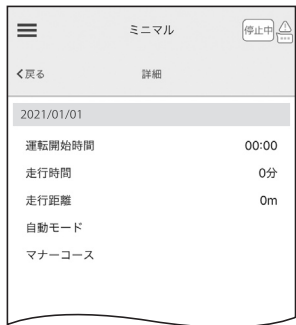 ミニマル 停止中
く戻る 詳細
2021/01/01
運転開始時間 00:00
走行時間 0分
走行距離 0m
自動モード
マナーコース